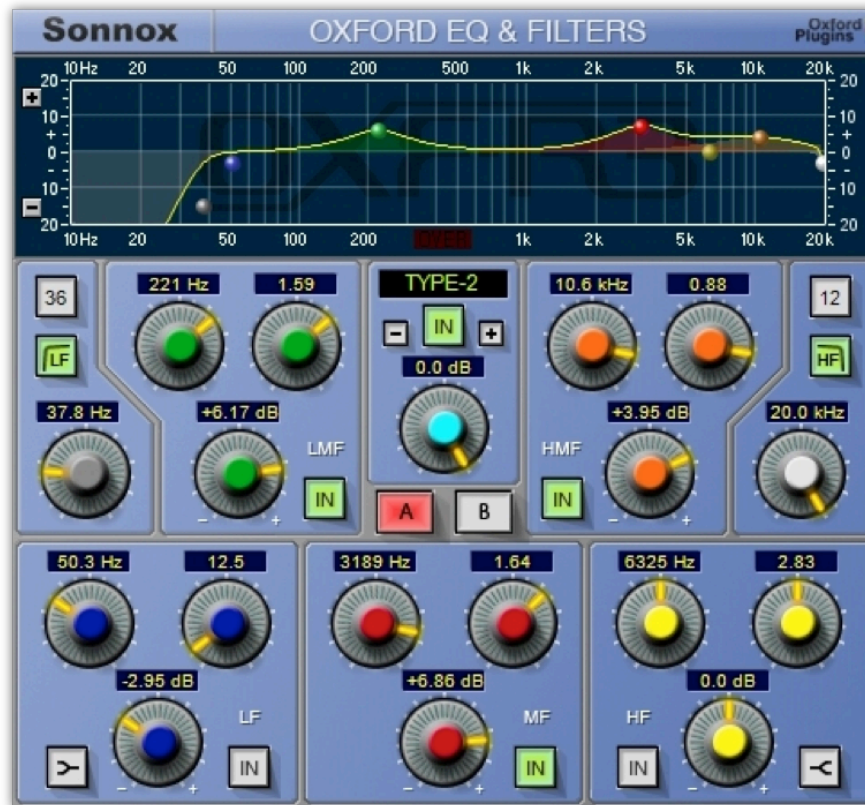 Sonnox OXFORD EQ & FILTERS Oxford Plugins
10Hz 20 50 100 200 500 1k 2k 5k 10k 20k
20 20
+
10 10
+ +
0 0
- -
10 10
-
20 20
10Hz 20 50 100 200 OVER 1k 2k 5k 10k 20k
36 221 Hz 1.59 TYPE-2 10.6 kHz 0.88 12
- IN +
LF 0.0 dB HF
37.8 Hz +6.17 dB +3.95 dB 20.0 kHz
LMF HMF
IN IN
- + - +
A B
50.3 Hz 12.5 3189 Hz 1.64 6325 Hz 2.83
-2.95 dB +6.86 dB 0.0 dB
LF MF HF
IN IN IN
- + - + - +